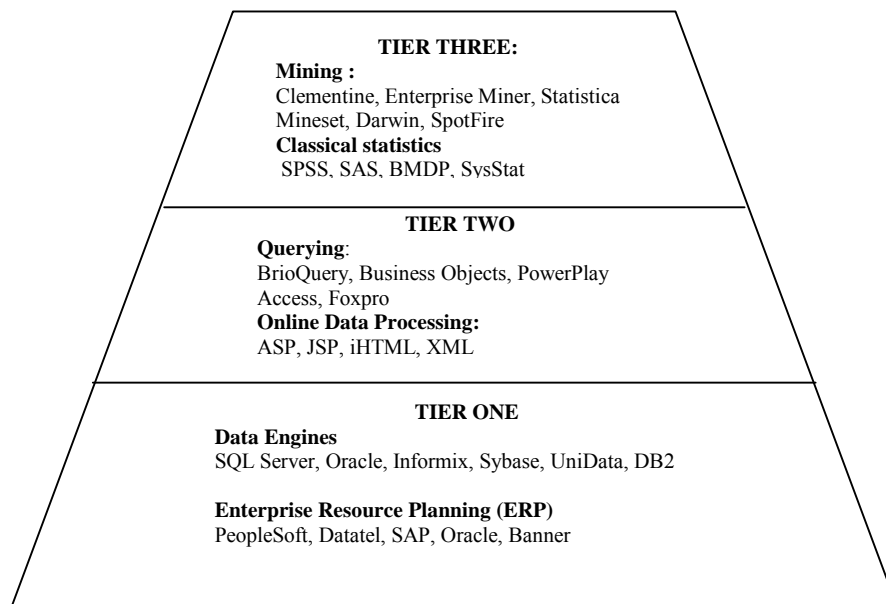 TIER THREE:
Mining :
Clementine, Enterprise Miner, Statistica
Mineset, Darwin, SpotFire
Classical statistics
SPSS, SAS, BMDP, SysStat
TIER TWO
Querying:
BrioQuery, Business Objects, PowerPlay
Access, Foxpro
Online Data Processing:
ASP, JSP, iHTML, XML
TIER ONE
Data Engines
SQL Server, Oracle, Informix, Sybase, UniData, DB2
Enterprise Resource Planning (ERP)
PeopleSoft, Datatel, SAP, Oracle, Banner